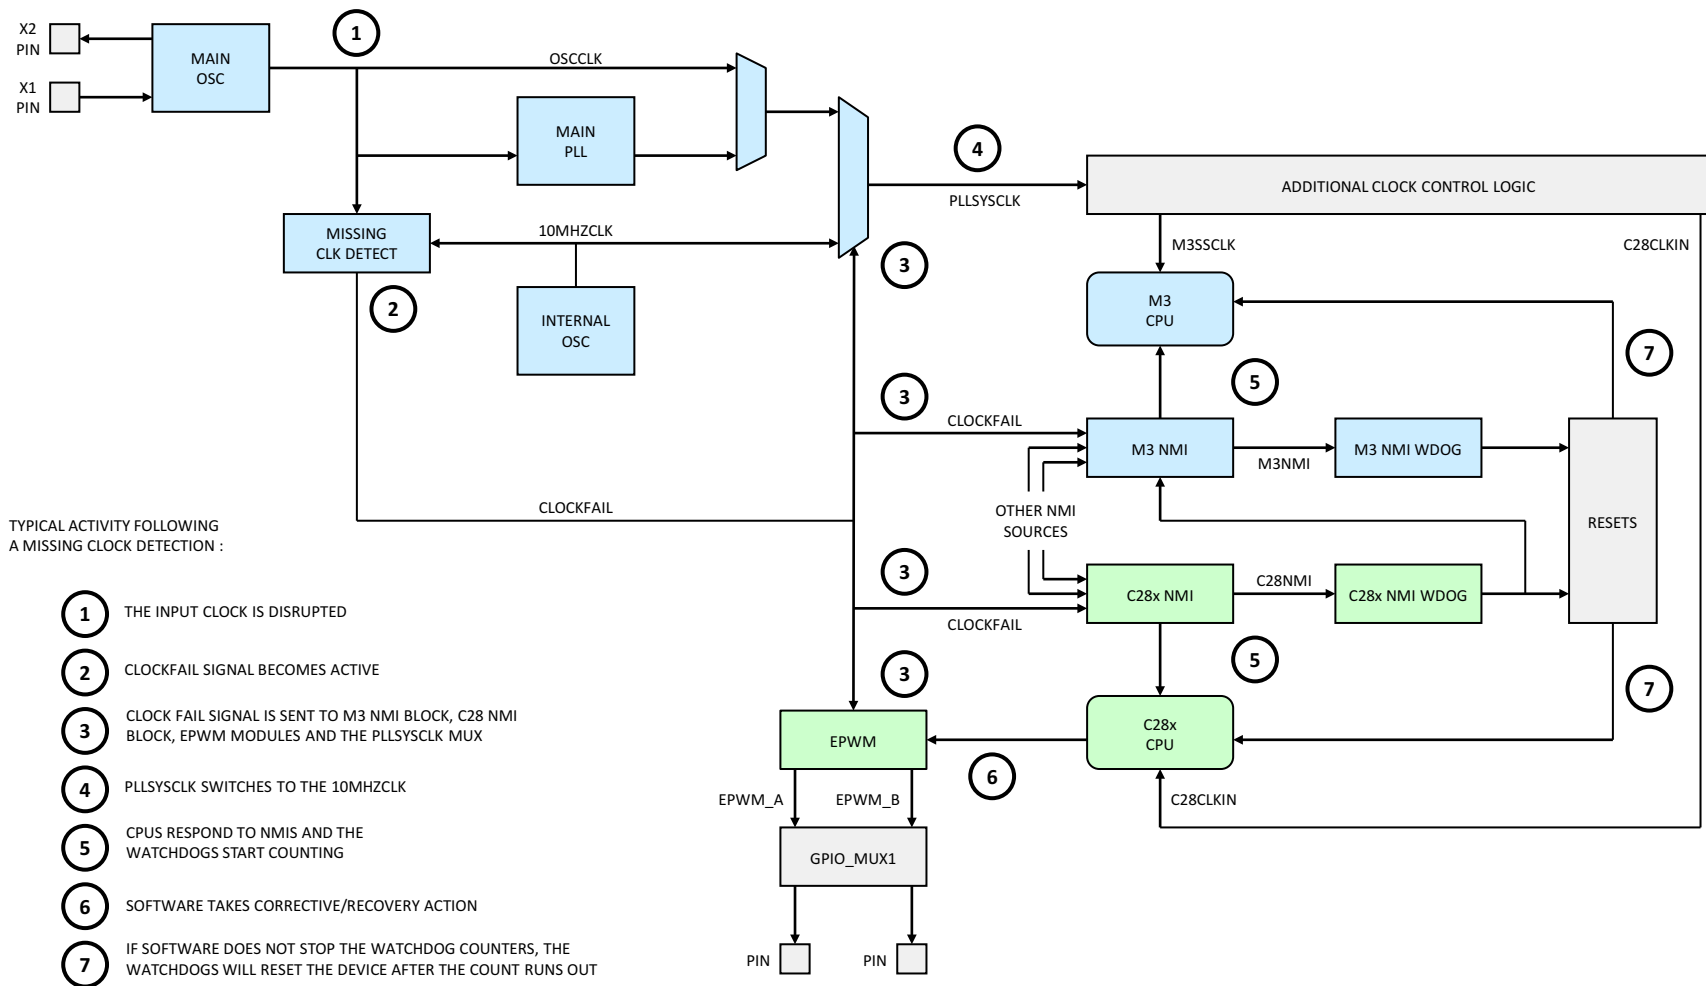 X2
PIN
X1
PIN
MAIN
OSC
1
OSCCLK
MAIN
PLL
4
PLLSYSCLK
ADDITIONAL CLOCK CONTROL LOGIC
MISSING
CLK DETECT
10MHZCLK
3
M3SSCLK
C28CLKIN
2
INTERNAL
OSC
M3
CPU
7
3
5
CLOCKFAIL
M3 NMI
M3NMI
M3 NMI WDOG
CLOCKFAIL
OTHER NMI
SOURCES
RESETS
3
C28x NMI
C28NMI
C28x NMI WDOG
CLOCKFAIL
3
5
7
EPWM
C28x
CPU
6
EPWM_A
EPWM_B
C28CLKIN
GPIO_MUX1
PIN
PIN
TYPICAL ACTIVITY FOLLOWING
A MISSING CLOCK DETECTION :
1 THE INPUT CLOCK IS DISRUPTED
2 CLOCKFAIL SIGNAL BECOMES ACTIVE
3 CLOCK FAIL SIGNAL IS SENT TO M3 NMI BLOCK, C28 NMI
BLOCK, EPWM MODULES AND THE PLLSYSCLK MUX
4 PLLSYSCLK SWITCHES TO THE 10MHZCLK
5 CPUS RESPOND TO NMIS AND THE
WATCHDOGS START COUNTING
6 SOFTWARE TAKES CORRECTIVE/RECOVERY ACTION
7 IF SOFTWARE DOES NOT STOP THE WATCHDOG COUNTERS, THE
WATCHDOGS WILL RESET THE DEVICE AFTER THE COUNT RUNS OUT